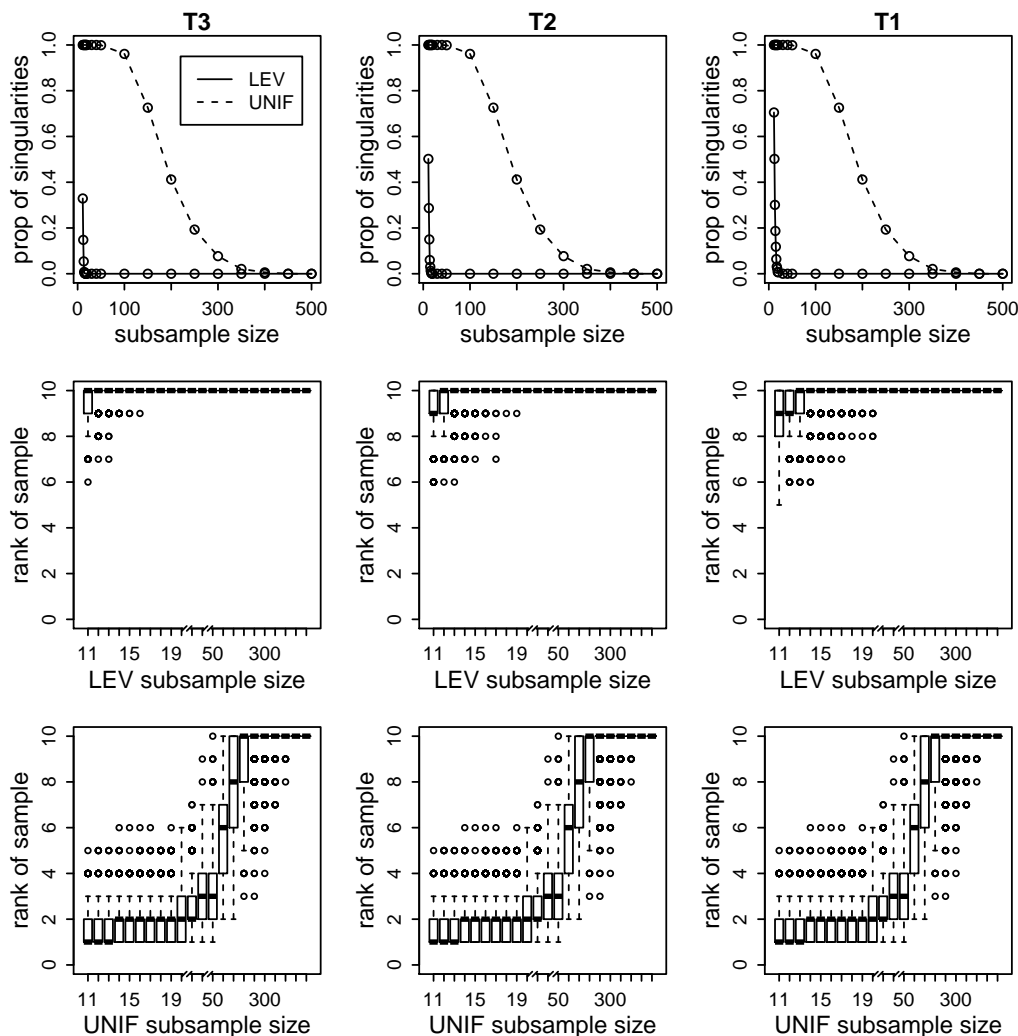 T3
T2
T1
prop of singularities
0.0 0.2 0.4 0.6 0.8 1.0
LEV
UNIF
0 100 300 500
subsample size
prop of singularities
0.0 0.2 0.4 0.6 0.8 1.0
0 100 300 500
subsample size
prop of singularities
0.0 0.2 0.4 0.6 0.8 1.0
0 100 300 500
subsample size
rank of sample
0 2 4 6 8 10
11 15 19 50 300
LEV subsample size
rank of sample
0 2 4 6 8 10
11 15 19 50 300
LEV subsample size
rank of sample
0 2 4 6 8 10
11 15 19 50 300
LEV subsample size
rank of sample
0 2 4 6 8 10
11 15 19 50 300
UNIF subsample size
rank of sample
0 2 4 6 8 10
11 15 19 50 300
UNIF subsample size
rank of sample
0 2 4 6 8 10
11 15 19 50 300
UNIF subsample size